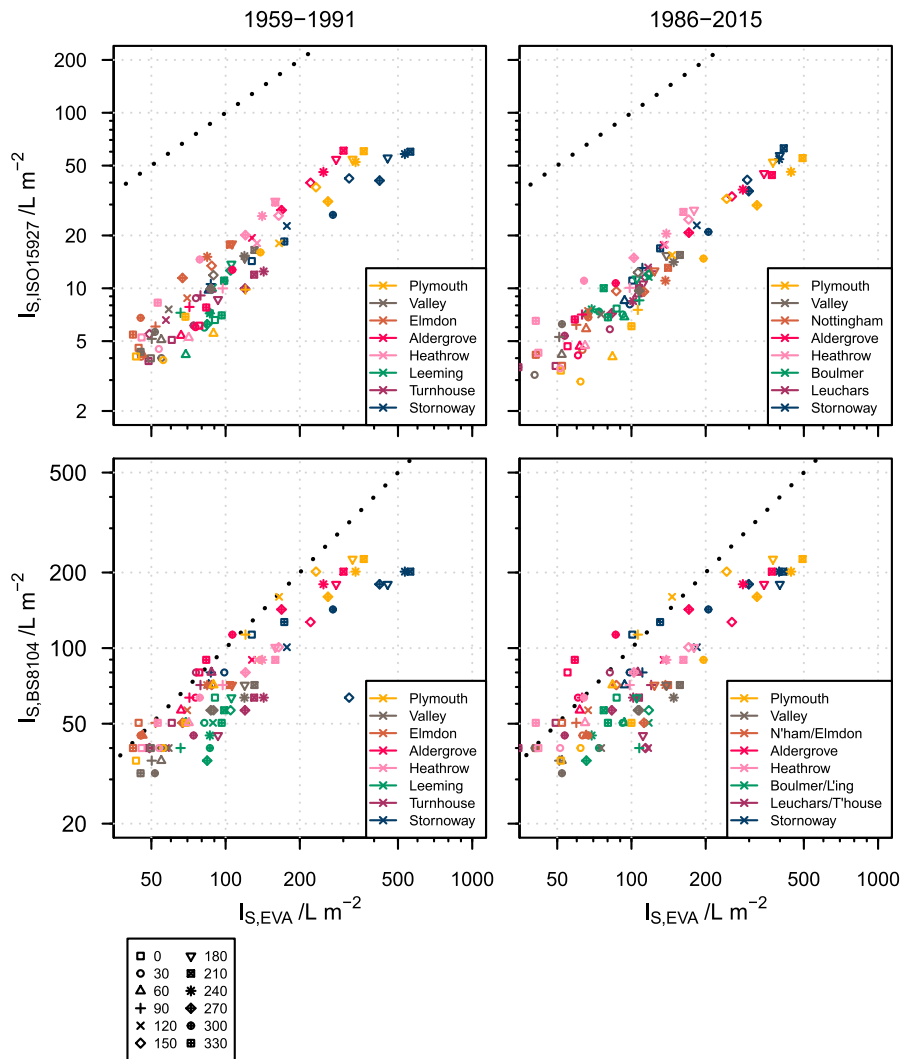 1959−1991
1986−2015
I S,ISO15927 /L m−2
200
100
50
20
10
5
2
Plymouth
Valley
Elmdon
Aldergrove
Heathrow
Leeming
Turnhouse
Stornoway
Plymouth
Valley
Nottingham
Aldergrove
Heathrow
Boulmer
Leuchars
Stornoway
I S,BS8104 /L m−2
500
200
100
50
20
Plymouth
Valley
Elmdon
Aldergrove
Heathrow
Leeming
Turnhouse
Stornoway
Plymouth
Valley
N'ham/Elmdon
Aldergrove
Heathrow
Boulmer/L'ing
Leuchars/T'house
Stornoway
50 100 200 500 1000
50 100 200 500 1000
I S,EVA /L m−2
I S,EVA /L m−2
0 180
30 210
60 240
90 270
120 300
150 330